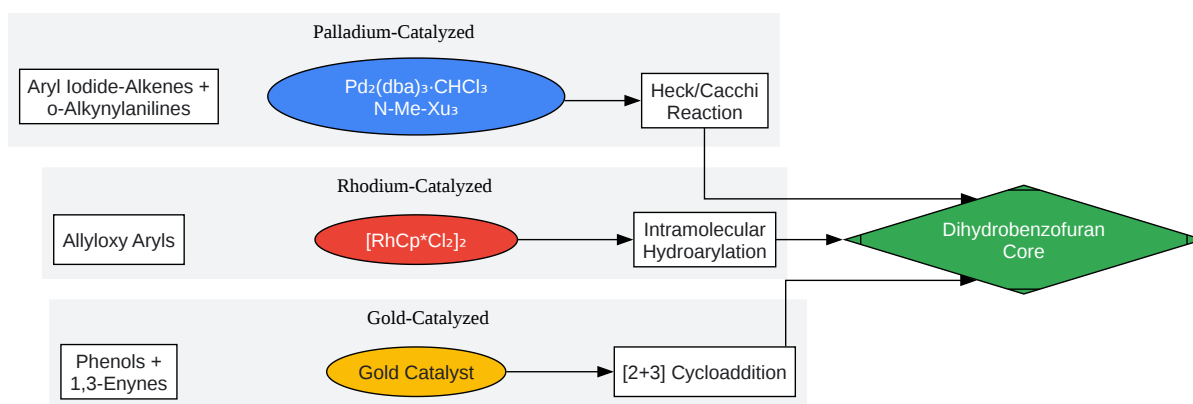 Palladium-Catalyzed
Aryl Iodide-Alkenes +
o-Alkynylanilines
Pd₂(dba)₃·CHCl₃
N-Me-Xu₃
Heck/Cacchi
Reaction
Rhodium-Catalyzed
Allyloxy Aryls
[RhCp*Cl₂]₂
Intramolecular
Hydroarylation
Dihydrobenzofuran
Core
Gold-Catalyzed
Phenols +
1,3-Enynes
Gold Catalyst
[2+3] Cycloaddition